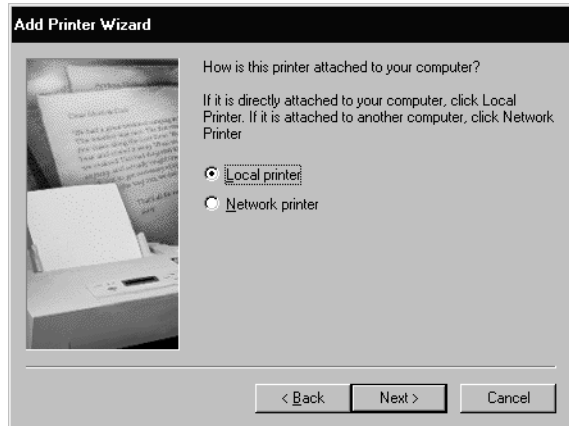 Add Printer Wizard
How is this printer attached to your computer?
If it is directly attached to your computer, click Local
Printer. If it is attached to another computer, click Network
Printer
Local printer
Network printer
< Back
Next >
Cancel